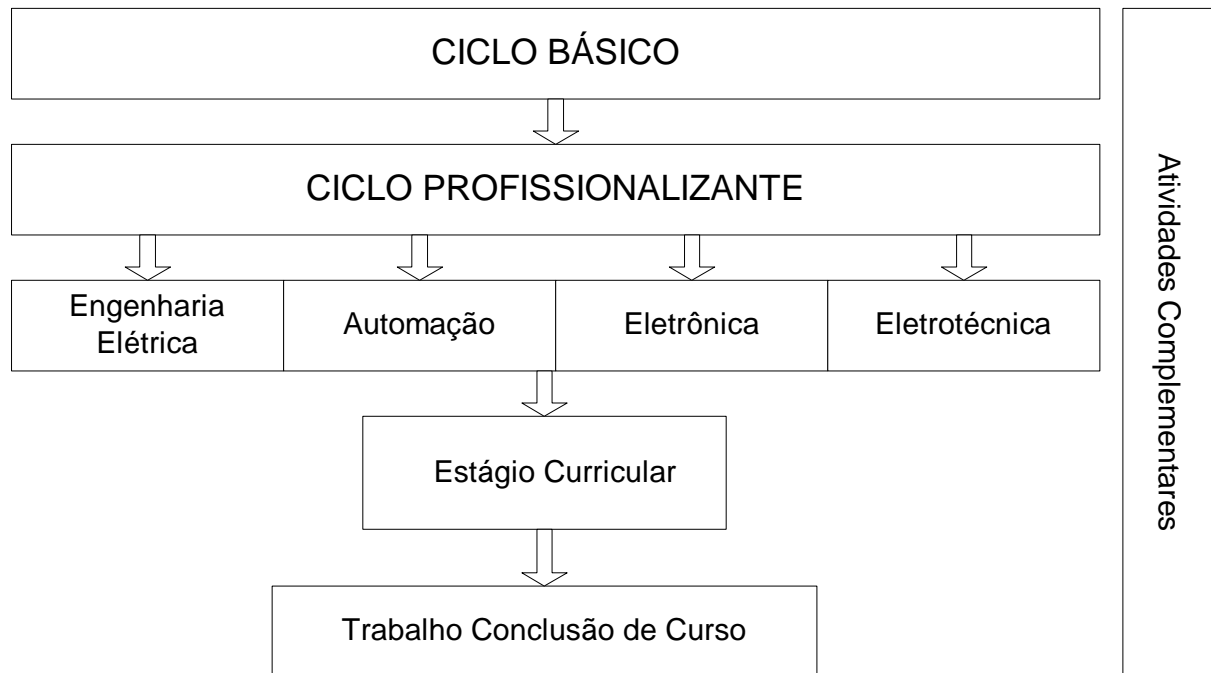 CICLO BÁSICO
CICLO PROFISSIONALIZANTE
Engenharia
Elétrica
Automação
Eletrônica
Eletrotécnica
Estágio Curricular
Trabalho Conclusão de Curso
Atividades Complementares